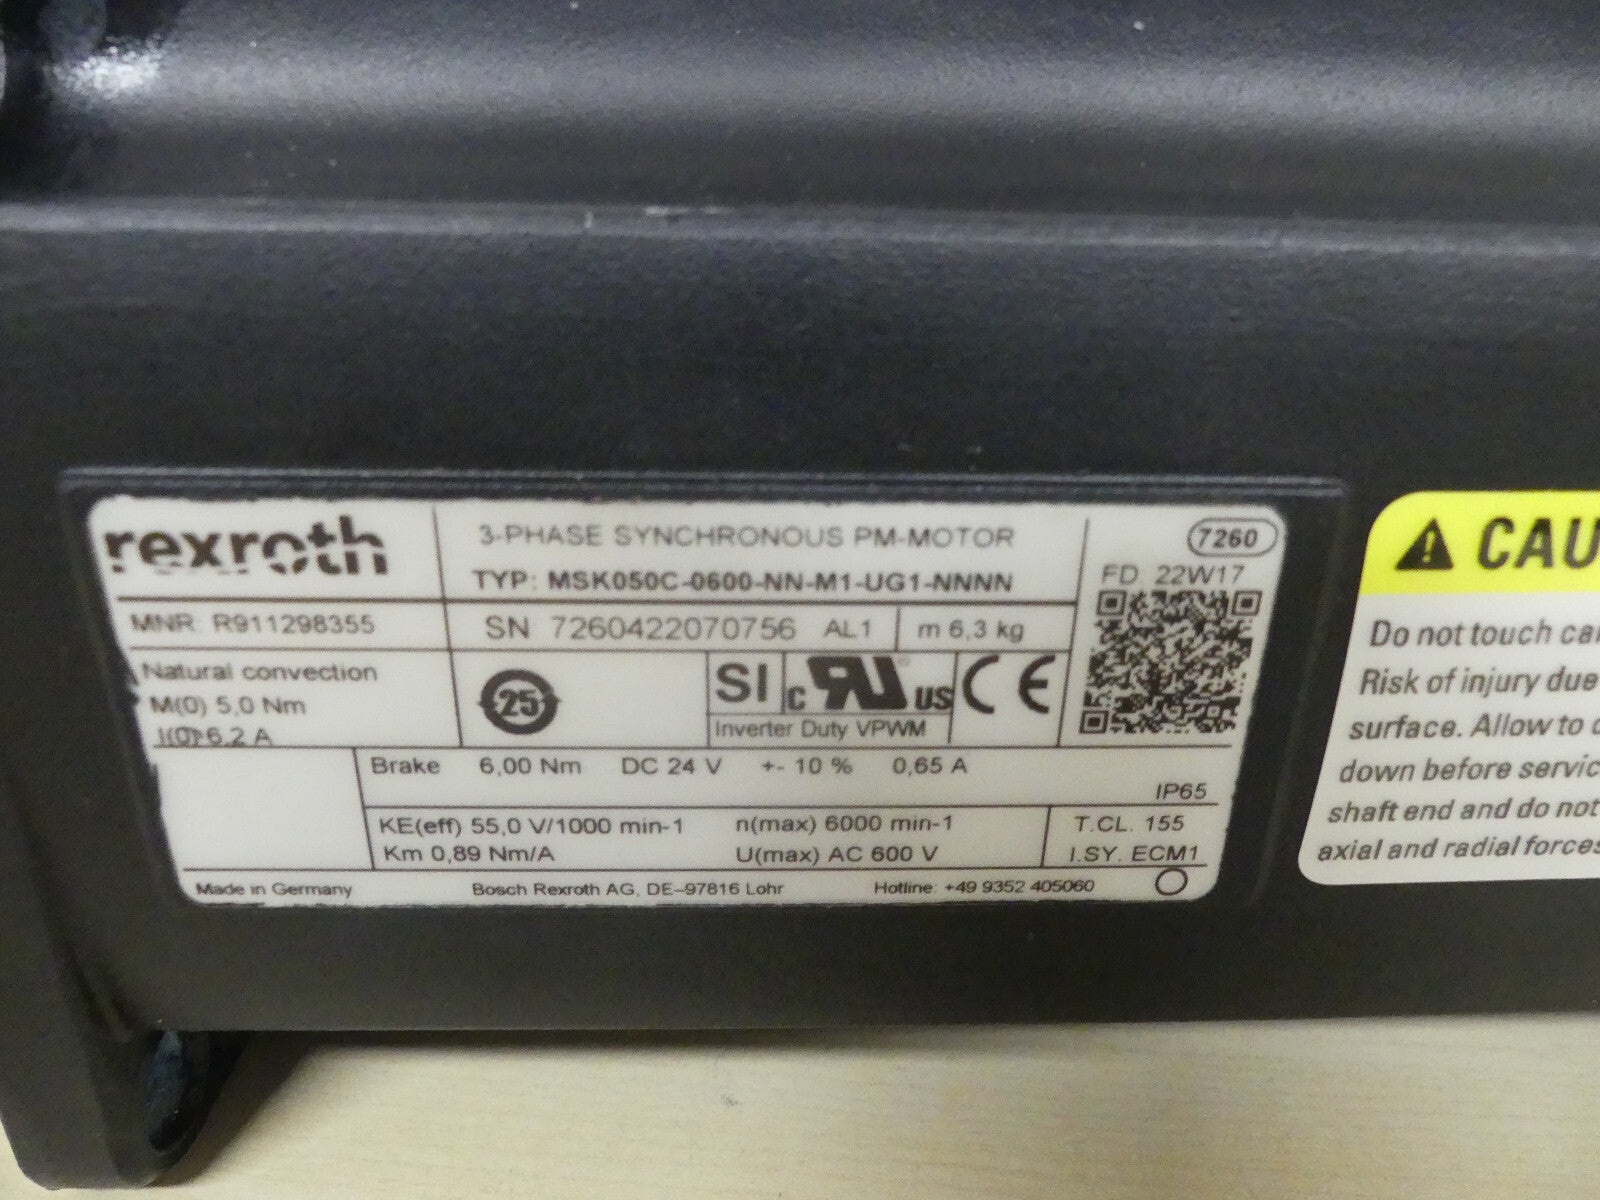 rexroth
3-PHASE SYNCHRONOUS PM-MOTOR
7260
TYP: MSK050C-0600-NN-M1-UG1-NNNN
FD 22W17
MNR: R911298355
SN 7260422070756 AL1
m 6,3 kg
Natural convection
M(0) 5,0 Nm
I(0) 6,2 A
25
SI
c RU US
CE
Inverter Duty VPWM
Brake 6,00 Nm DC 24 V +- 10 % 0,65 A
IP65
KE(eff) 55,0 V/1000 min-1 n(max) 6000 min-1
T.CL. 155
Km 0,89 Nm/A U(max) AC 600 V
I.SY. ECM1
Made in Germany Bosch Rexroth AG, DE-97816 Lohr Hotline: +49 9352 405060
CAU
Do not touch ca
Risk of injury due
surface. Allow to c
down before servic
shaft end and do not
axial and radial forces